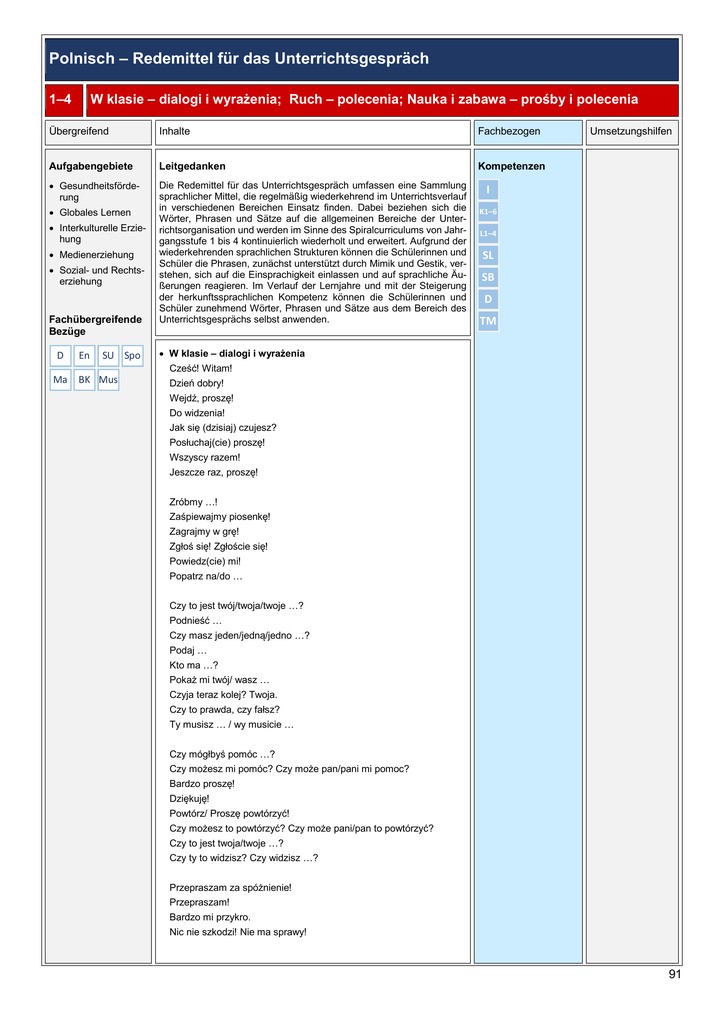 Polnisch – Redemittel für das Unterrichtsgespräch
1–4 W klasie – dialogi i wyrażenia; Ruch – polecenia; Nauka i zabawa – prośby i polecenia
Übergreifend
Inhalte
Fachbezogen
Umsetzungshilfen
Aufgabengebiete
• Gesundheitsförde-
rung
• Globales Lernen
• Interkulturelle Erzie-
hung
• Medienerziehung
• Sozial- und Rechts-
erziehung
Fachübergreifende
Bezüge
D En SU Spo
Ma BK Mus
Leitgedanken
Die Redemittel für das Unterrichtsgespräch umfassen eine Sammlung
sprachlicher Mittel, die regelmäßig wiederkehrend im Unterrichtsverlauf
in verschiedenen Bereichen Einsatz finden. Dabei beziehen sich die
Wörter, Phrasen und Sätze auf die allgemeinen Bereiche der Unter-
richtsorganisation und werden im Sinne des Spiralcurriculums von Jahr-
gangsstufe 1 bis 4 kontinuierlich wiederholt und erweitert. Aufgrund der
wiederkehrenden sprachlichen Strukturen können die Schülerinnen und
Schüler die Phrasen, zunächst unterstützt durch Mimik und Gestik, ver-
stehen, sich auf die Einsprachigkeit einlassen und auf sprachliche Äu-
ßerungen reagieren. Im Verlauf der Lernjahre und mit der Steigerung
der herkunftssprachlichen Kompetenz können die Schülerinnen und
Schüler zunehmend Wörter, Phrasen und Sätze aus dem Bereich des
Unterrichtsgesprächs selbst anwenden.
• W klasie – dialogi i wyrażenia
Cześć! Witam!
Dzień dobry!
Wejdź, proszę!
Do widzenia!
Jak się (dzisiaj) czujesz?
Posłuchaj(cie) proszę!
Wszyscy razem!
Jeszcze raz, proszę!
Zróbmy …!
Zaśpiewajmy piosenkę!
Zagrajmy w grę!
Zgłoś się! Zgłoście się!
Powiedz(cie) mi!
Popatrz na/do …
Czy to jest twój/twoja/twoje …?
Podnieść …
Czy masz jeden/jedną/jedno …?
Podaj …
Kto ma …?
Pokaż mi twój/ wasz …
Czyja teraz kolej? Twoja.
Czy to prawda, czy fałsz?
Ty musisz … / wy musicie …
Czy mógłbyś pomóc …?
Czy możesz mi pomóc? Czy może pan/pani mi pomoc?
Bardzo proszę!
Dziękuję!
Powtórz/ Proszę powtórzyć!
Czy możesz to powtórzyć? Czy może pani/pan to powtórzyć?
Czy to jest twoja/twoje …?
Czy ty to widzisz? Czy widzisz …?
Przepraszam za spóźnienie!
Przepraszam!
Bardzo mi przykro.
Nic nie szkodzi! Nie ma sprawy!
Kompetenzen
I
K1–6
L1–4
SL
SB
D
TM
91